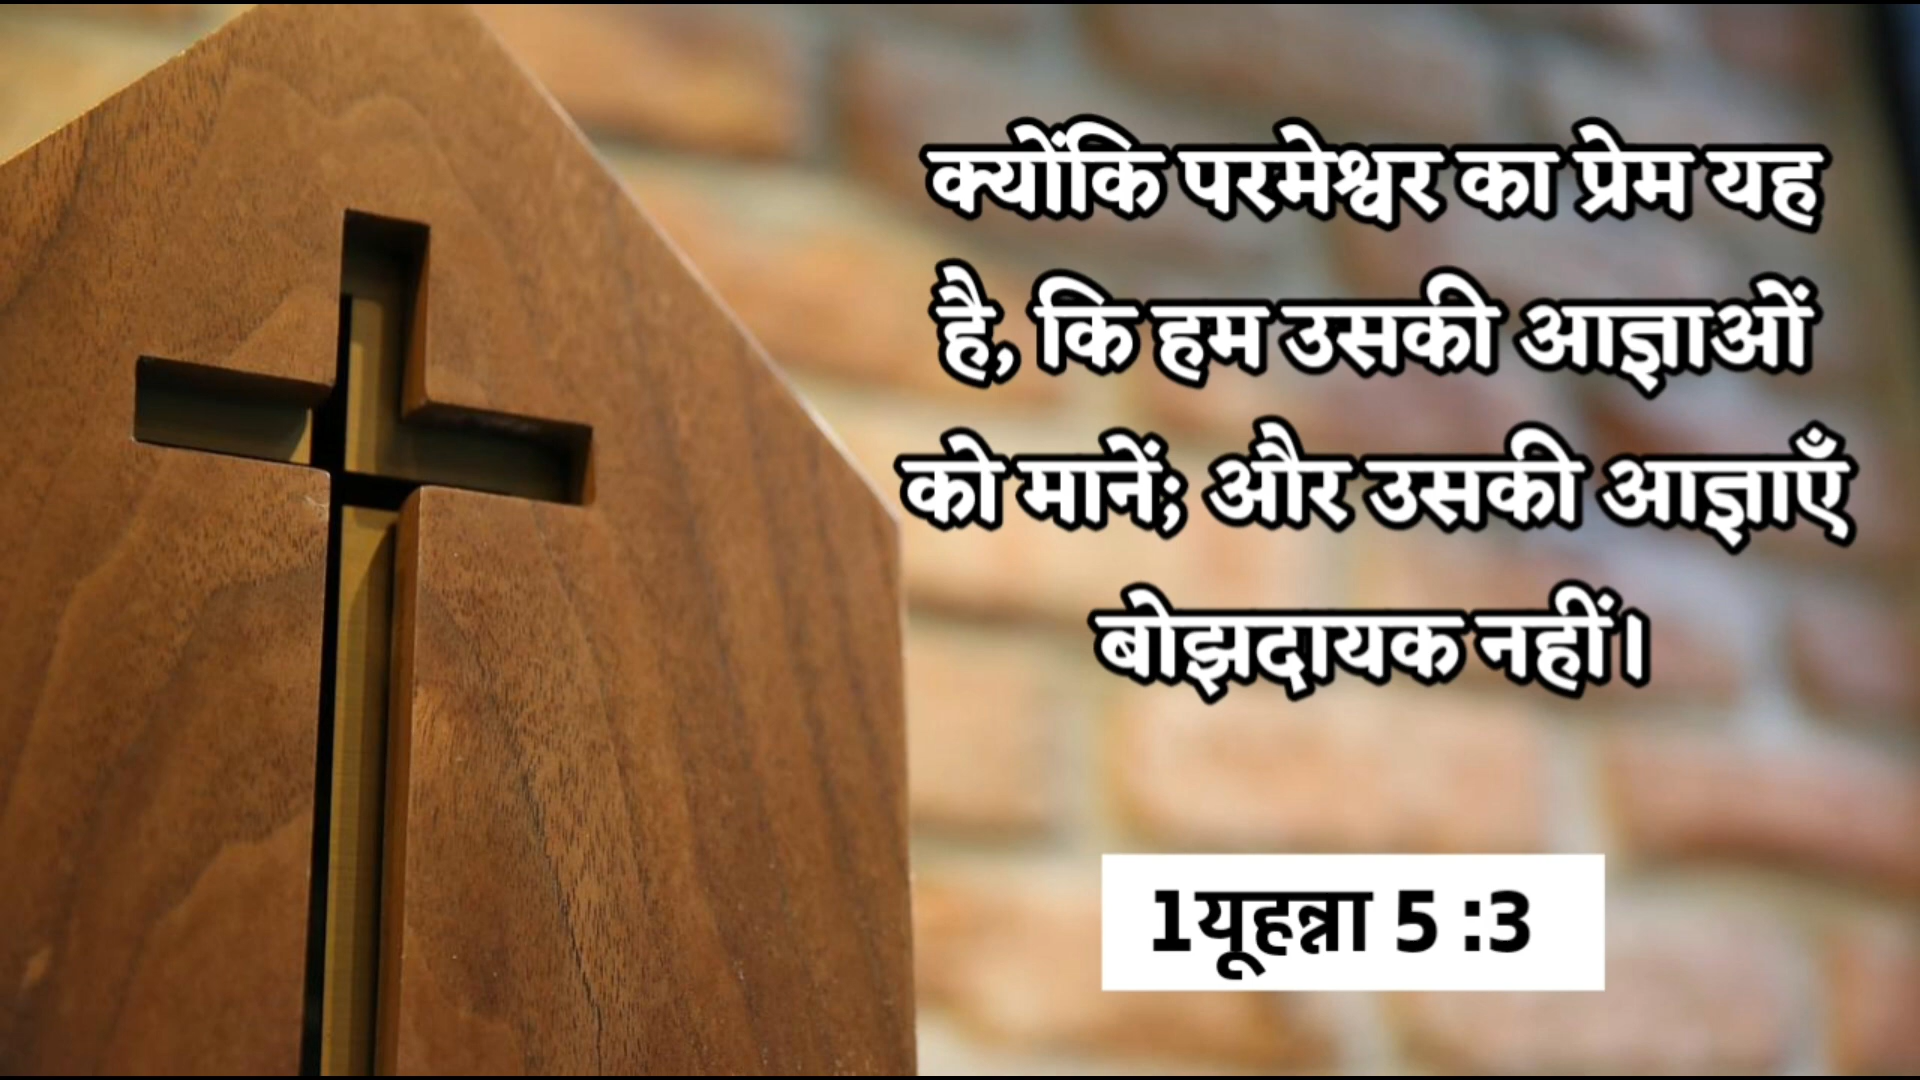 क्योंकि परमेश्वर का प्रेम यह
है, कि हम उसकी आज्ञाओं
को मानें; और उसकी आज्ञाएँ
बोझदायक नहीं।
1यूहन्ना 5 :3